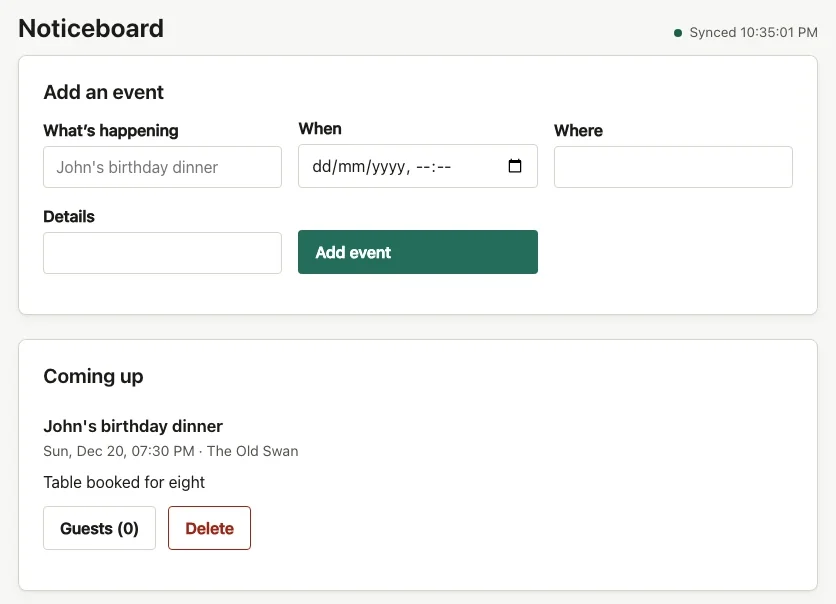 Noticeboard
Synced 10:35:01 PM
Add an event
What’s happening
When
Where
John's birthday dinner
dd/mm/yyyy, --:--
Details
Add event
Coming up
John's birthday dinner
Sun, Dec 20, 07:30 PM · The Old Swan
Table booked for eight
Guests (0)
Delete